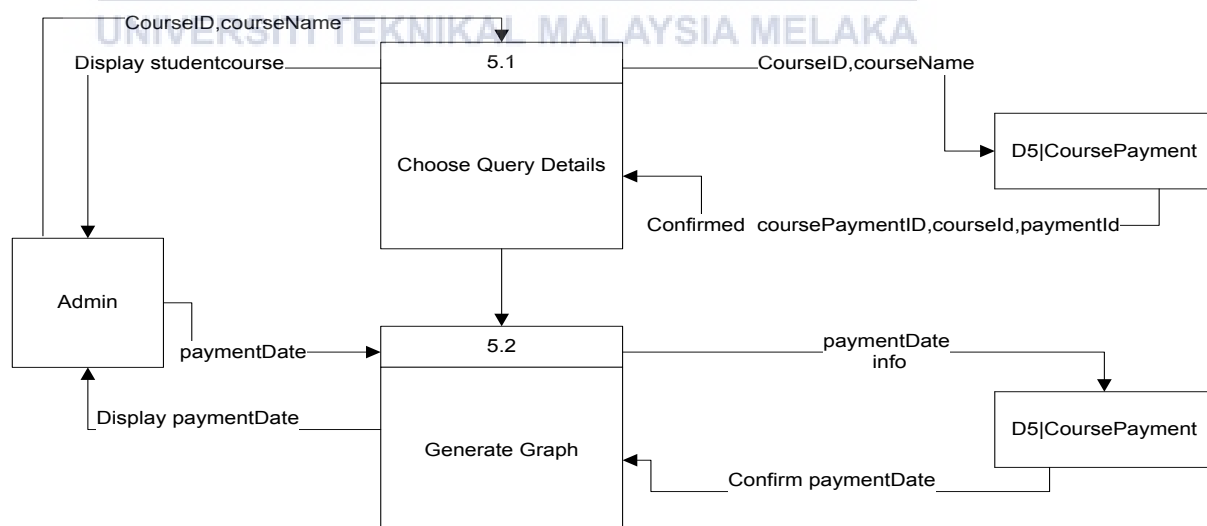 CourseID,courseName
UNIVERSITI TEKNIKAL MALAYSIA MELAKA
Display studentcourse
5.1
CourseID,courseName
Choose Query Details
D5|CoursePayment
Confirmed coursePaymentID,courseId,paymentId
Admin
paymentDate
5.2
paymentDate
info
Display paymentDate
Generate Graph
D5|CoursePayment
Confirm paymentDate